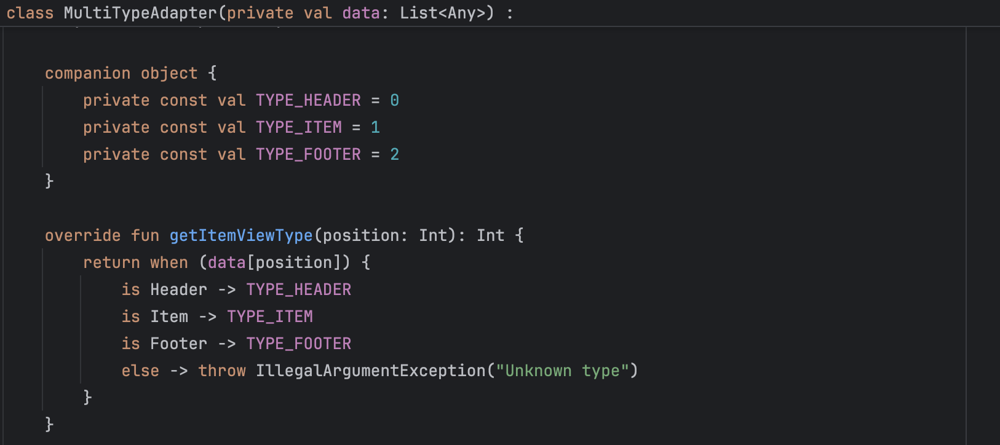 class MultiTypeAdapter(private val data: List<Any>) :
companion object {
private const val TYPE_HEADER = 0
private const val TYPE_ITEM = 1
private const val TYPE_FOOTER = 2
}
override fun getItemViewType(position: Int): Int {
return when (data[position]) {
is Header -> TYPE_HEADER
is Item -> TYPE_ITEM
is Footer -> TYPE_FOOTER
else -> throw IllegalArgumentException("Unknown type")
}
}